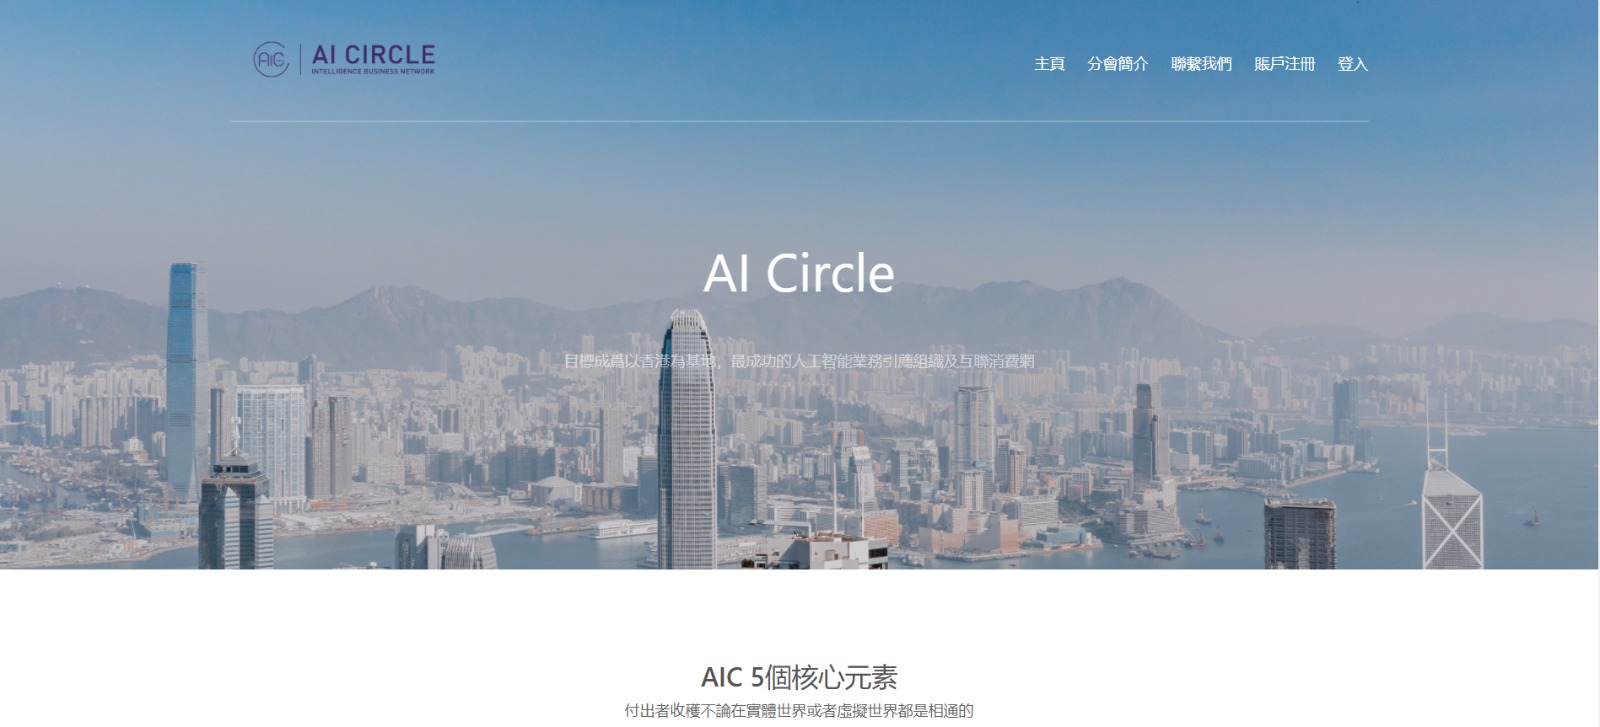 AIC
AI CIRCLE
INTELLIGENCE BUSINESS NETWORK
主頁 分會簡介 聯繫我們 賬戶注冊 登入
AI Circle
目標成爲以香港為基地，最成功的人工智能業務引薦組織及互聯消費網
AIC 5個核心元素
付出者收穫不論在實體世界或者虛擬世界都是相通的